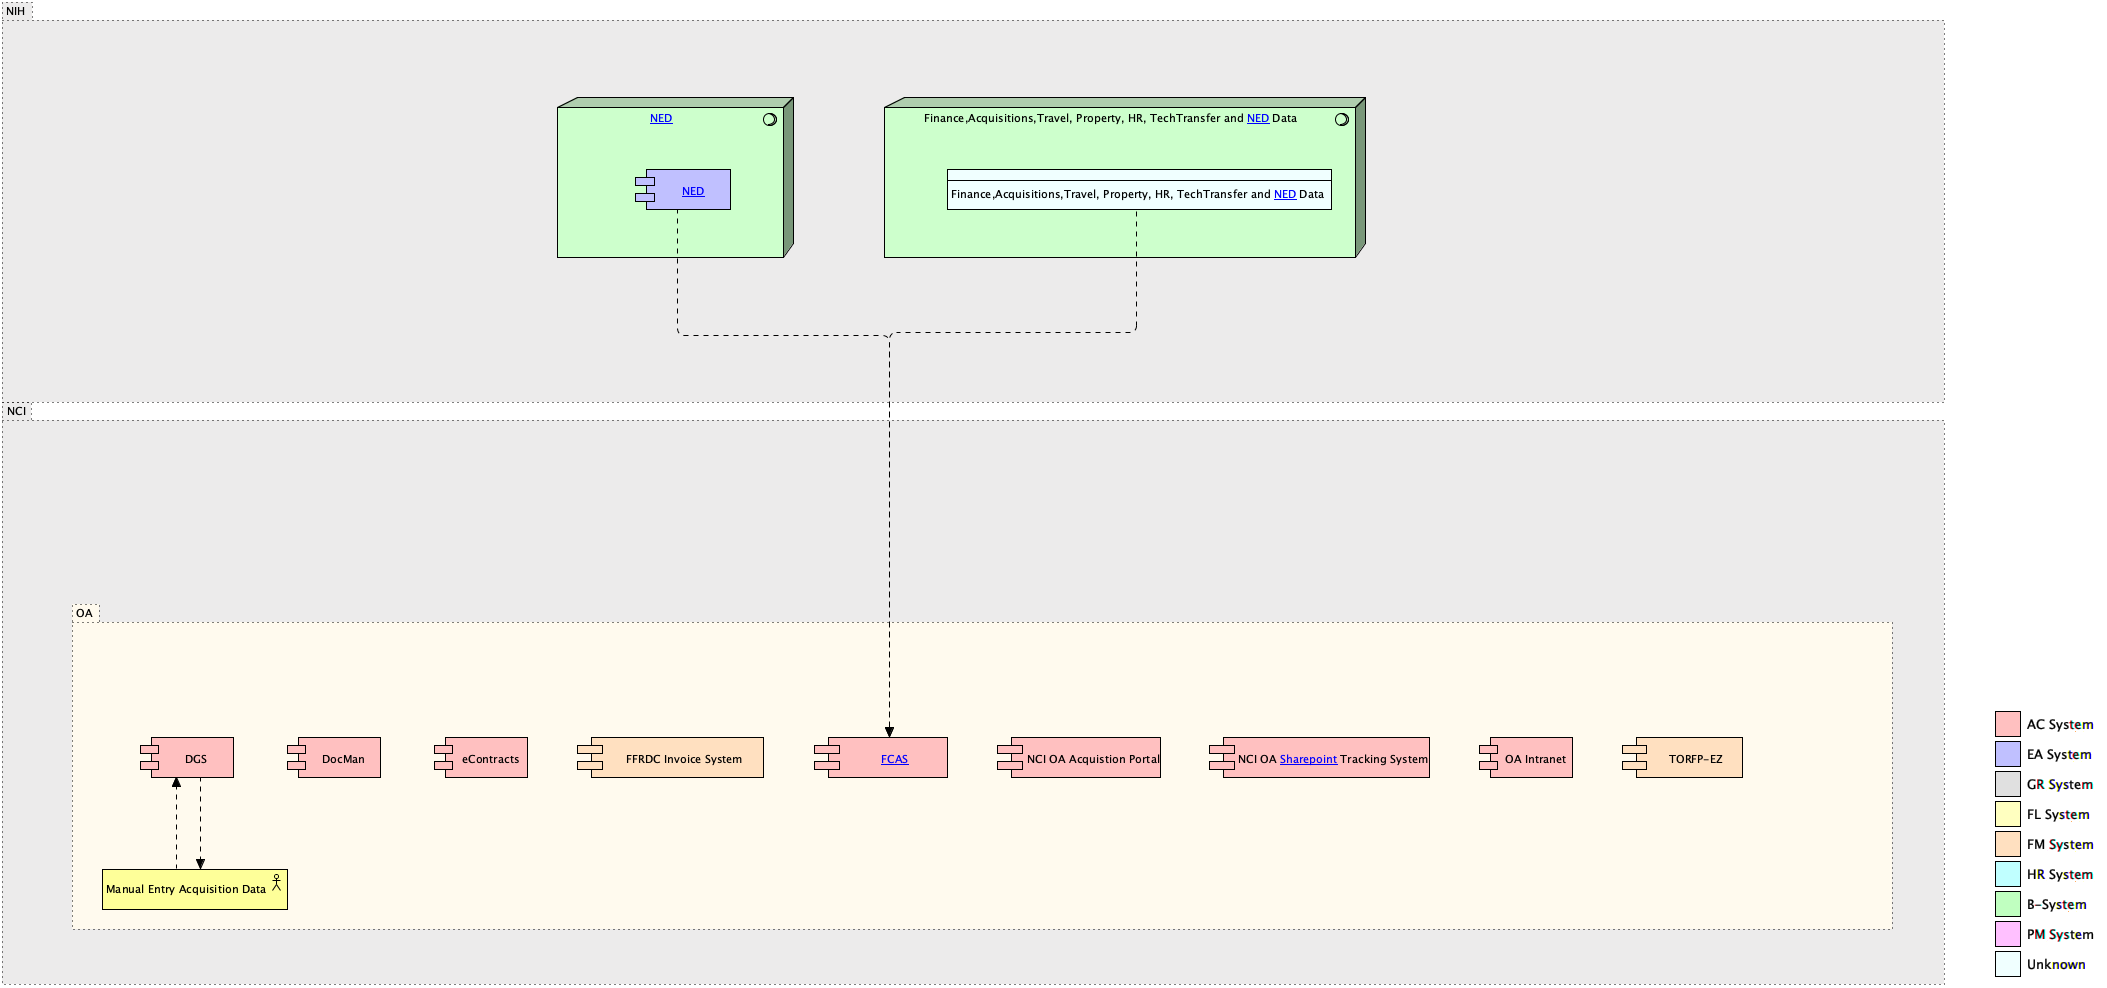 NIH
NED
Finance,Acquisitions,Travel, Property, HR, TechTransfer and NED Data
NED
Finance,Acquisitions,Travel, Property, HR, TechTransfer and NED Data
NCI
OA
DGS
DocMan
eContracts
FFRDC Invoice System
FCAS
NCI OA Acquistion Portal
NCI OA Sharepoint Tracking System
OA Intranet
TORFP-EZ
Manual Entry Acquisition Data
AC System
EA System
GR System
FL System
FM System
HR System
B-System
PM System
Unknown